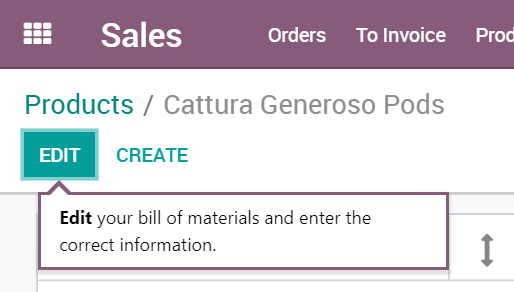 Sales Orders To Invoice Prod
Products / Cattura Generoso Pods
EDIT CREATE
Edit your bill of materials and enter the
correct information.